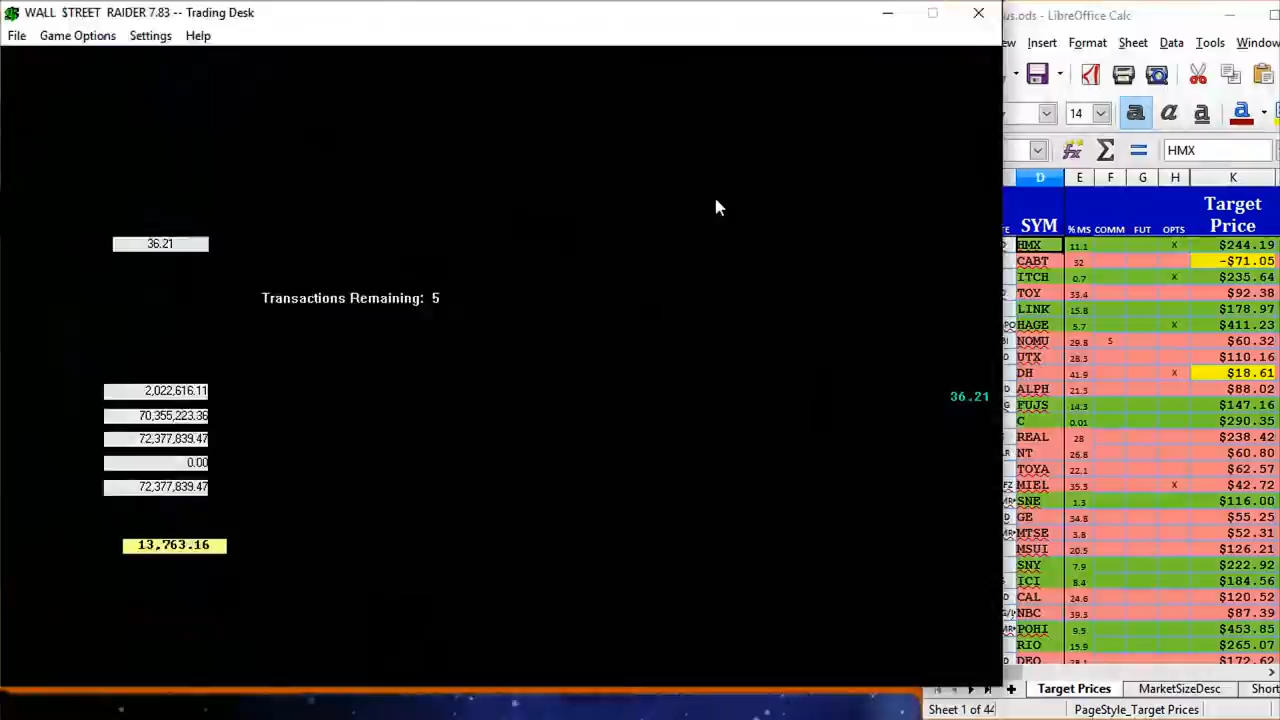 WALL $TREET RAIDER 7.83 -- Trading Desk
File Game Options Settings Help
36.21
Transactions Remaining: 5
2,022,616.11
70,355,223.36
72,377,839.47
0.00
72,377,839.47
13,763.16
36.21
us.ods - LibreOffice Calc
ew Insert Format Sheet Data Tools Window
14 a a a a
fx Σ = HMX
D E F G H K
SYM % MS COMM FUT OPTS Target Price
HMX 11.1 X $244.19
CABT 52 -$71.05
ITCH 0.7 X $235.64
TOY 33.4 $92.38
LINK 15.8 $178.97
HAGE 5.7 X $411.23
NOMU 29.8 S $60.32
UTX 28.3 $110.16
DH 41.9 X $18.61
ALPH 21.3 $88.02
FUJS 14.3 $147.16
C 0.01 $290.35
REAL 28 $238.42
NT 26.8 $60.80
TOYA 22.1 $62.57
MIEL 35.3 X $42.72
SNE 1.3 $116.00
GE 34.8 $55.25
MTSE 3.8 $52.31
MSUI 20.5 $126.21
SNY 7.9 $222.92
ICI 8.4 $184.56
CAL 24.6 $120.52
NBC 39.3 $87.39
POHI 9.5 $453.85
RIO 15.9 $265.07
DEO 28.1 $172.62
Target Prices MarketSizeDesc Short
Sheet 1 of 44 PageStyle_Target Prices